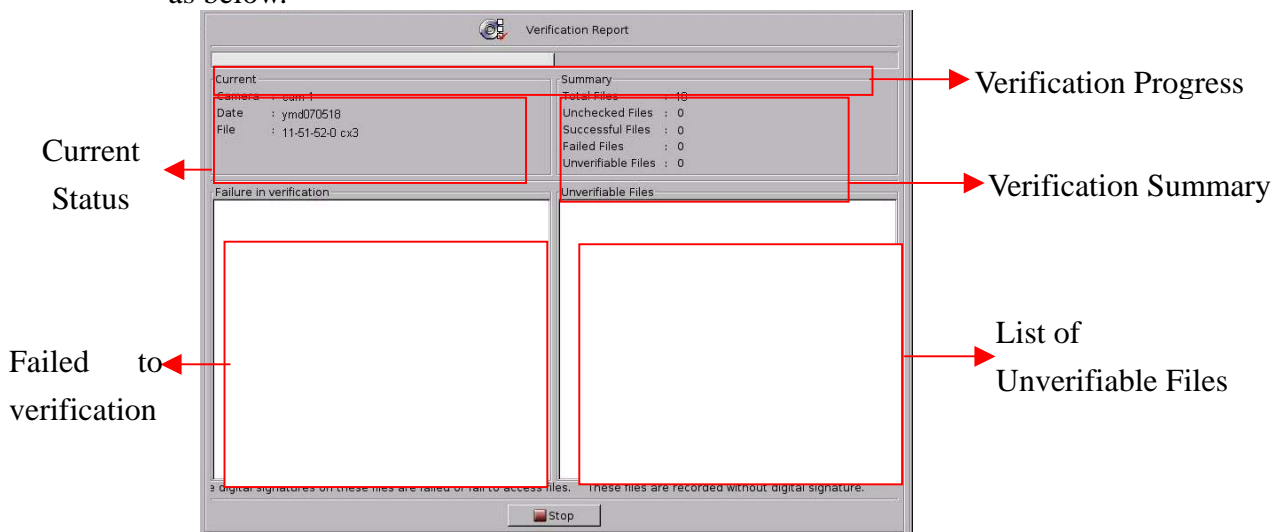 as below.
Verification Report
Current
Camera : cam 1
Date : ymd070518
File : 11-51-52-0 cx3
Summary
Total Files : 18
Unchecked Files : 0
Successful Files : 0
Failed Files : 0
Unverifiable Files : 0
Verification Progress
Current
Status
Verification Summary
Failure in verification
Unverifiable Files
Failed to
verification
List of
Unverifiable Files
digital signatures on these files are failed or fail to access files. These files are recorded without digital signature.
Stop